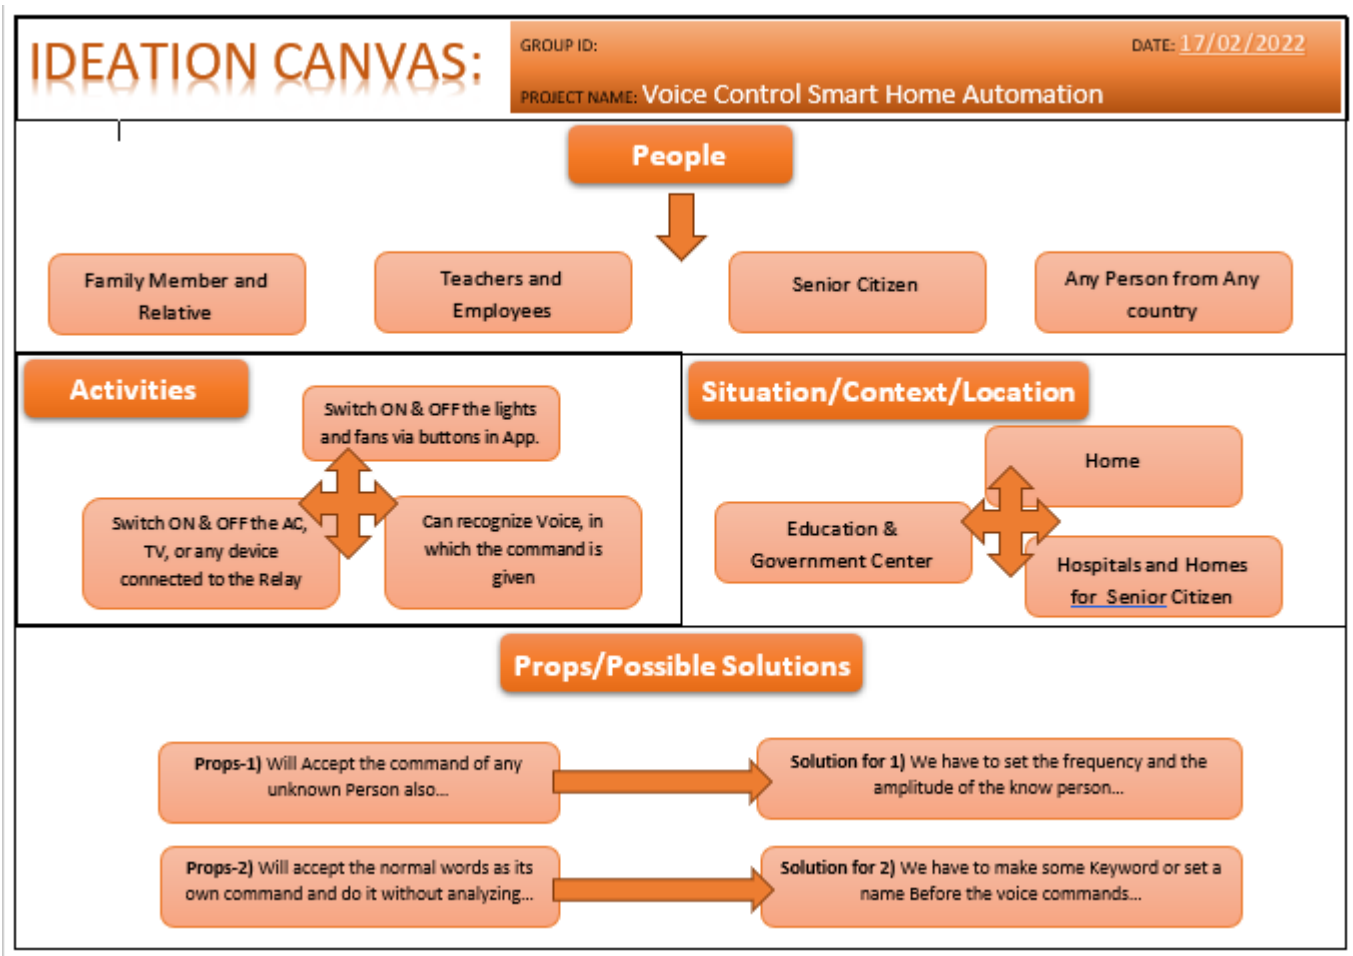 IDEATION CANVAS:
GROUP ID:
DATE: 17/02/2022
PROJECT NAME: Voice Control Smart Home Automation
People
Family Member and
Relative
Teachers and
Employees
Senior Citizen
Any Person from Any
country
Activities
Switch ON & OFF the lights
and fans via buttons in App.
Switch ON & OFF the AC,
TV, or any device
connected to the Relay
Can recognize Voice, in
which the command is
given
Situation/Context/Location
Home
Education &
Government Center
Hospitals and Homes
for Senior Citizen
Props/Possible Solutions
Props-1) Will Accept the command of any
unknown Person also...
Solution for 1) We have to set the frequency and the
amplitude of the know person...
Props-2) Will accept the normal words as its
own command and do it without analyzing...
Solution for 2) We have to make some Keyword or set a
name Before the voice commands...